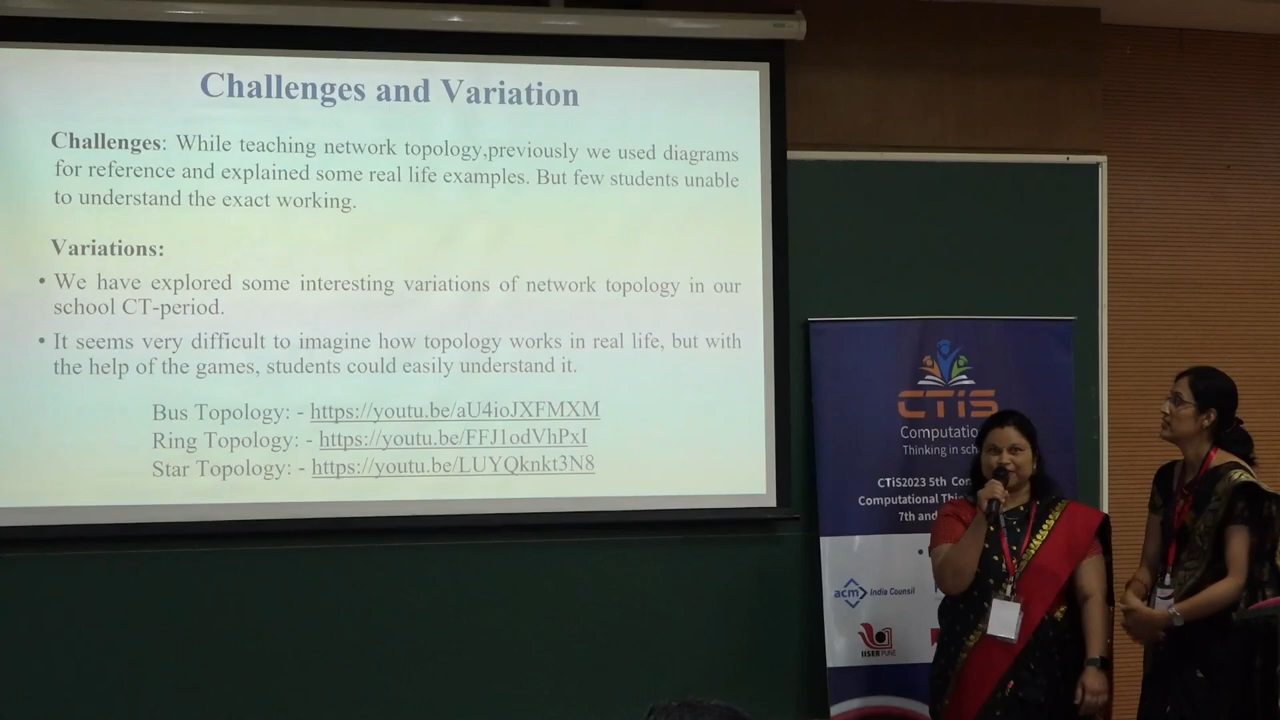 Challenges and Variation
Challenges: While teaching network topology,previously we used diagrams
for reference and explained some real life examples. But few students unable
to understand the exact working.
Variations:
• We have explored some interesting variations of network topology in our
school CT-period.
• It seems very difficult to imagine how topology works in real life, but with
the help of the games, students could easily understand it.
Bus Topology: - https://youtu.be/aU4ioJXFMXM
Ring Topology: - https://youtu.be/FFJ1odVhPxI
Star Topology: - https://youtu.be/LUYQknkt3N8
CTiS
Computatio
Thinking in sch
CTiS2023 5th Con
Computational Thi
7th and
acm India Counsil
IISER PUNE